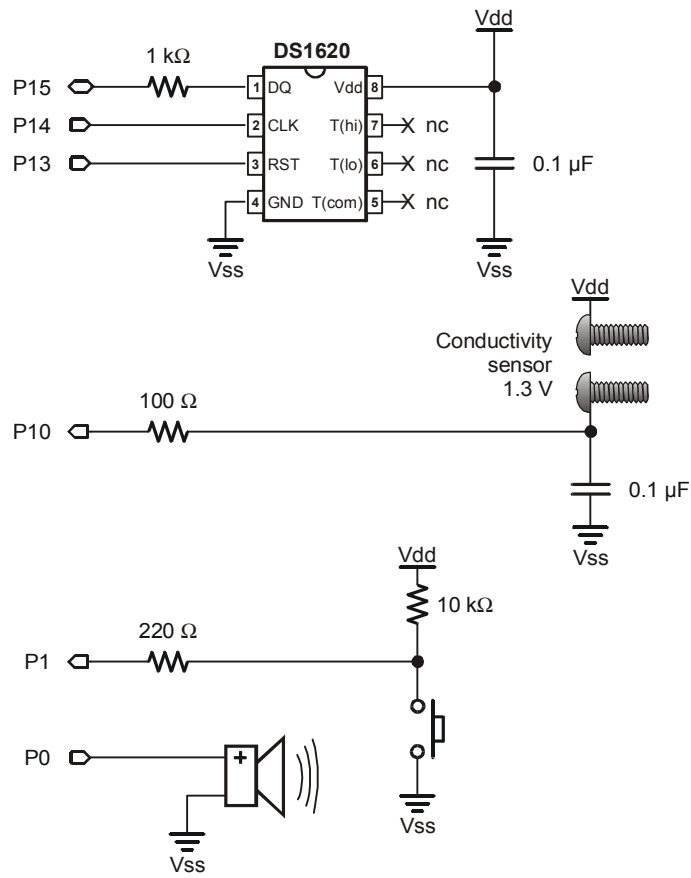 Vdd
DS1620
1 kΩ
P15 1 DQ Vdd 8
P14 2 CLK T(hi) 7 X nc
P13 3 RST T(lo) 6 X nc 0.1 µF
4 GND T(com) 5 X nc
Vss Vss
Vdd
Conductivity
sensor
1.3 V
100 Ω
P10
0.1 µF
Vss
Vdd
10 kΩ
220 Ω
P1
P0 +
Vss
Vss